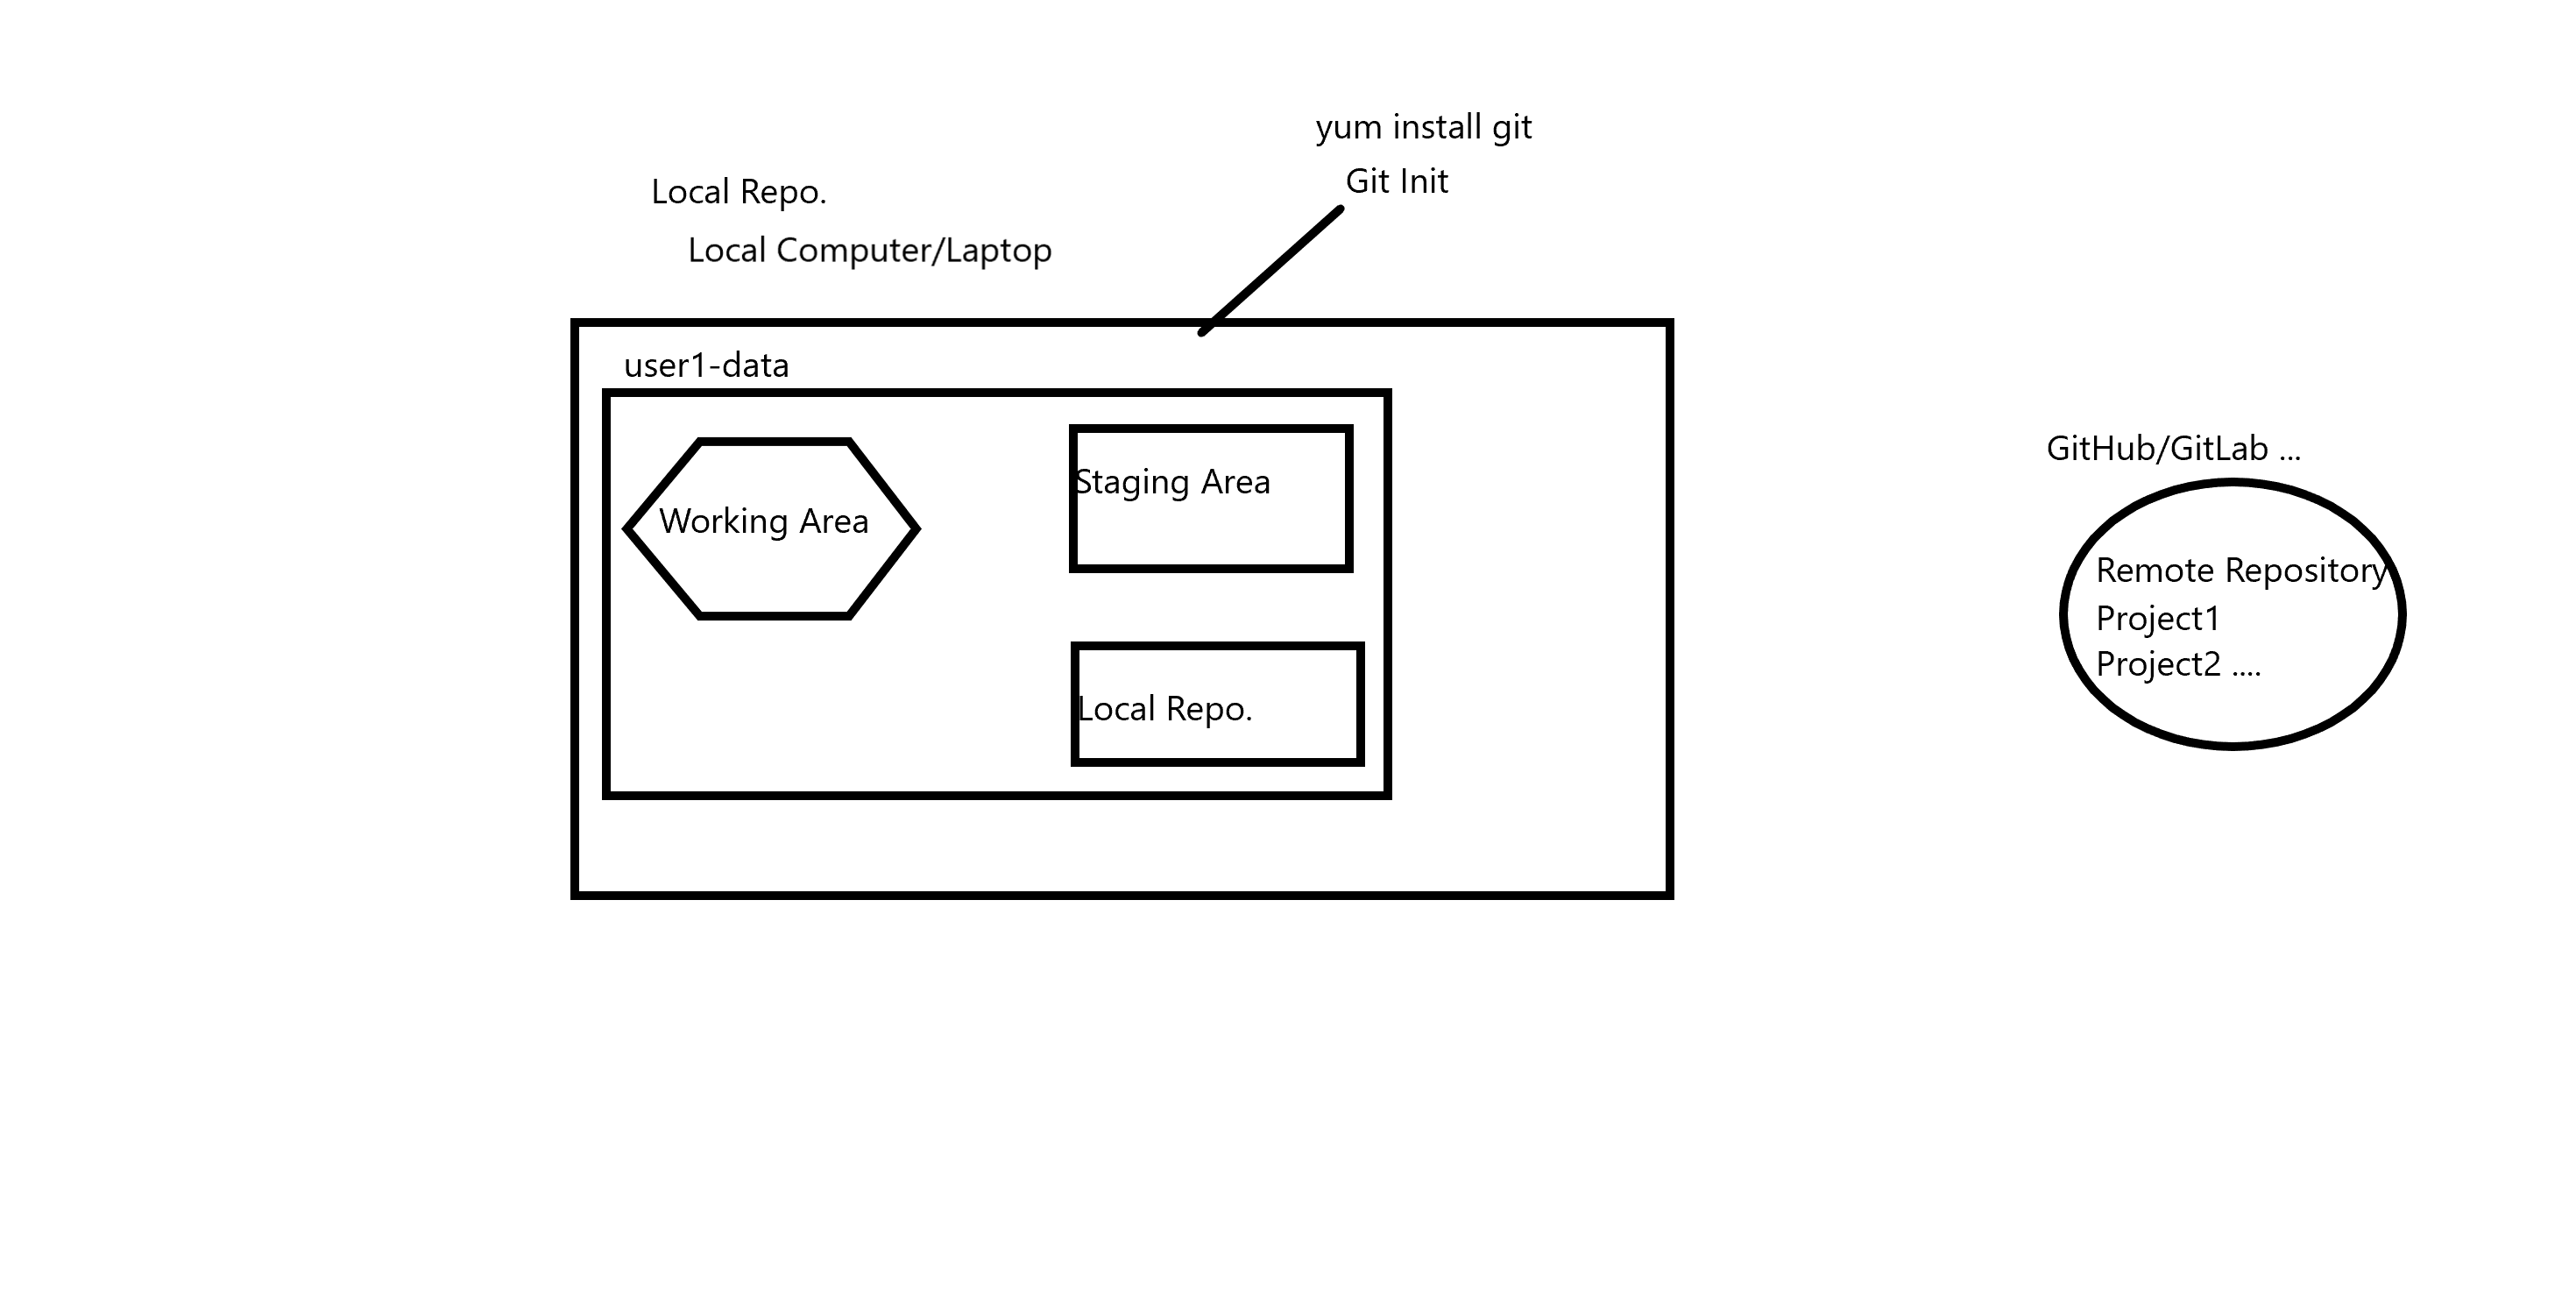 yum install git
Git Init
Local Repo.
Local Computer/Laptop
user1-data
Working Area
Staging Area
Local Repo.
GitHub/GitLab ...
Remote Repository
Project1
Project2 ....